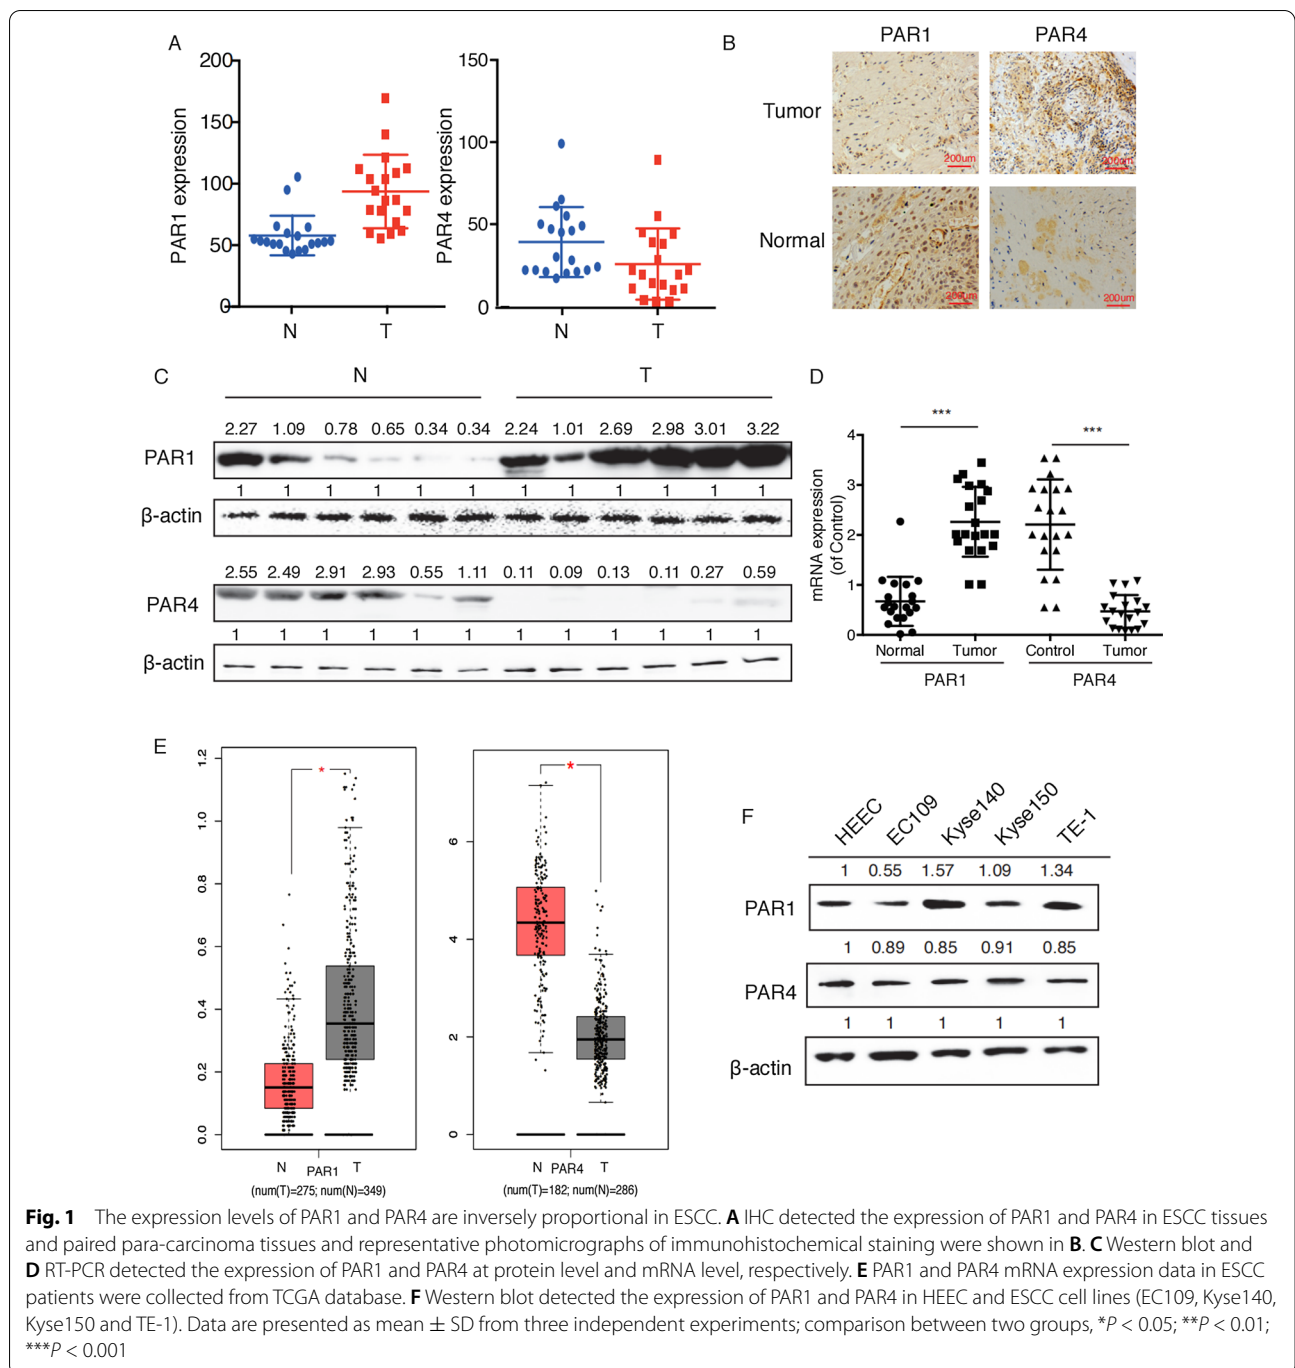 A
PAR1 expression
200
150
100
50
0
N
T
PAR4 expression
150
100
50
0
N
T
B
PAR1
PAR4
Tumor
Normal
200um
200um
200um
200um
C
N
T
2.27 1.09 0.78 0.65 0.34 0.34 2.24 1.01 2.69 2.98 3.01 3.22
PAR1
1 1 1 1 1 1 1 1 1 1 1 1
β-actin
2.55 2.49 2.91 2.93 0.55 1.11 0.11 0.09 0.13 0.11 0.27 0.59
PAR4
1 1 1 1 1 1 1 1 1 1 1 1
β-actin
D
mRNA expression
(of Control)
4
3
2
1
0
***
***
Normal Tumor Control Tumor
PAR1 PAR4
E
1.2
1.0
0.8
0.6
0.4
0.2
0.0
*
N PAR1 T
(num(T)=275; num(N)=349)
6
4
2
0
*
N PAR4 T
(num(T)=182; num(N)=286)
F
HEEC EC109 Kyse140 Kyse150 TE-1
1 0.55 1.57 1.09 1.34
PAR1
1 0.89 0.85 0.91 0.85
PAR4
1 1 1 1 1
β-actin
Fig. 1 The expression levels of PAR1 and PAR4 are inversely proportional in ESCC. A IHC detected the expression of PAR1 and PAR4 in ESCC tissues
and paired para-carcinoma tissues and representative photomicrographs of immunohistochemical staining were shown in B. C Western blot and
D RT-PCR detected the expression of PAR1 and PAR4 at protein level and mRNA level, respectively. E PAR1 and PAR4 mRNA expression data in ESCC
patients were collected from TCGA database. F Western blot detected the expression of PAR1 and PAR4 in HEEC and ESCC cell lines (EC109, Kyse140,
Kyse150 and TE-1). Data are presented as mean ± SD from three independent experiments; comparison between two groups, *P < 0.05; **P < 0.01;
***P < 0.001